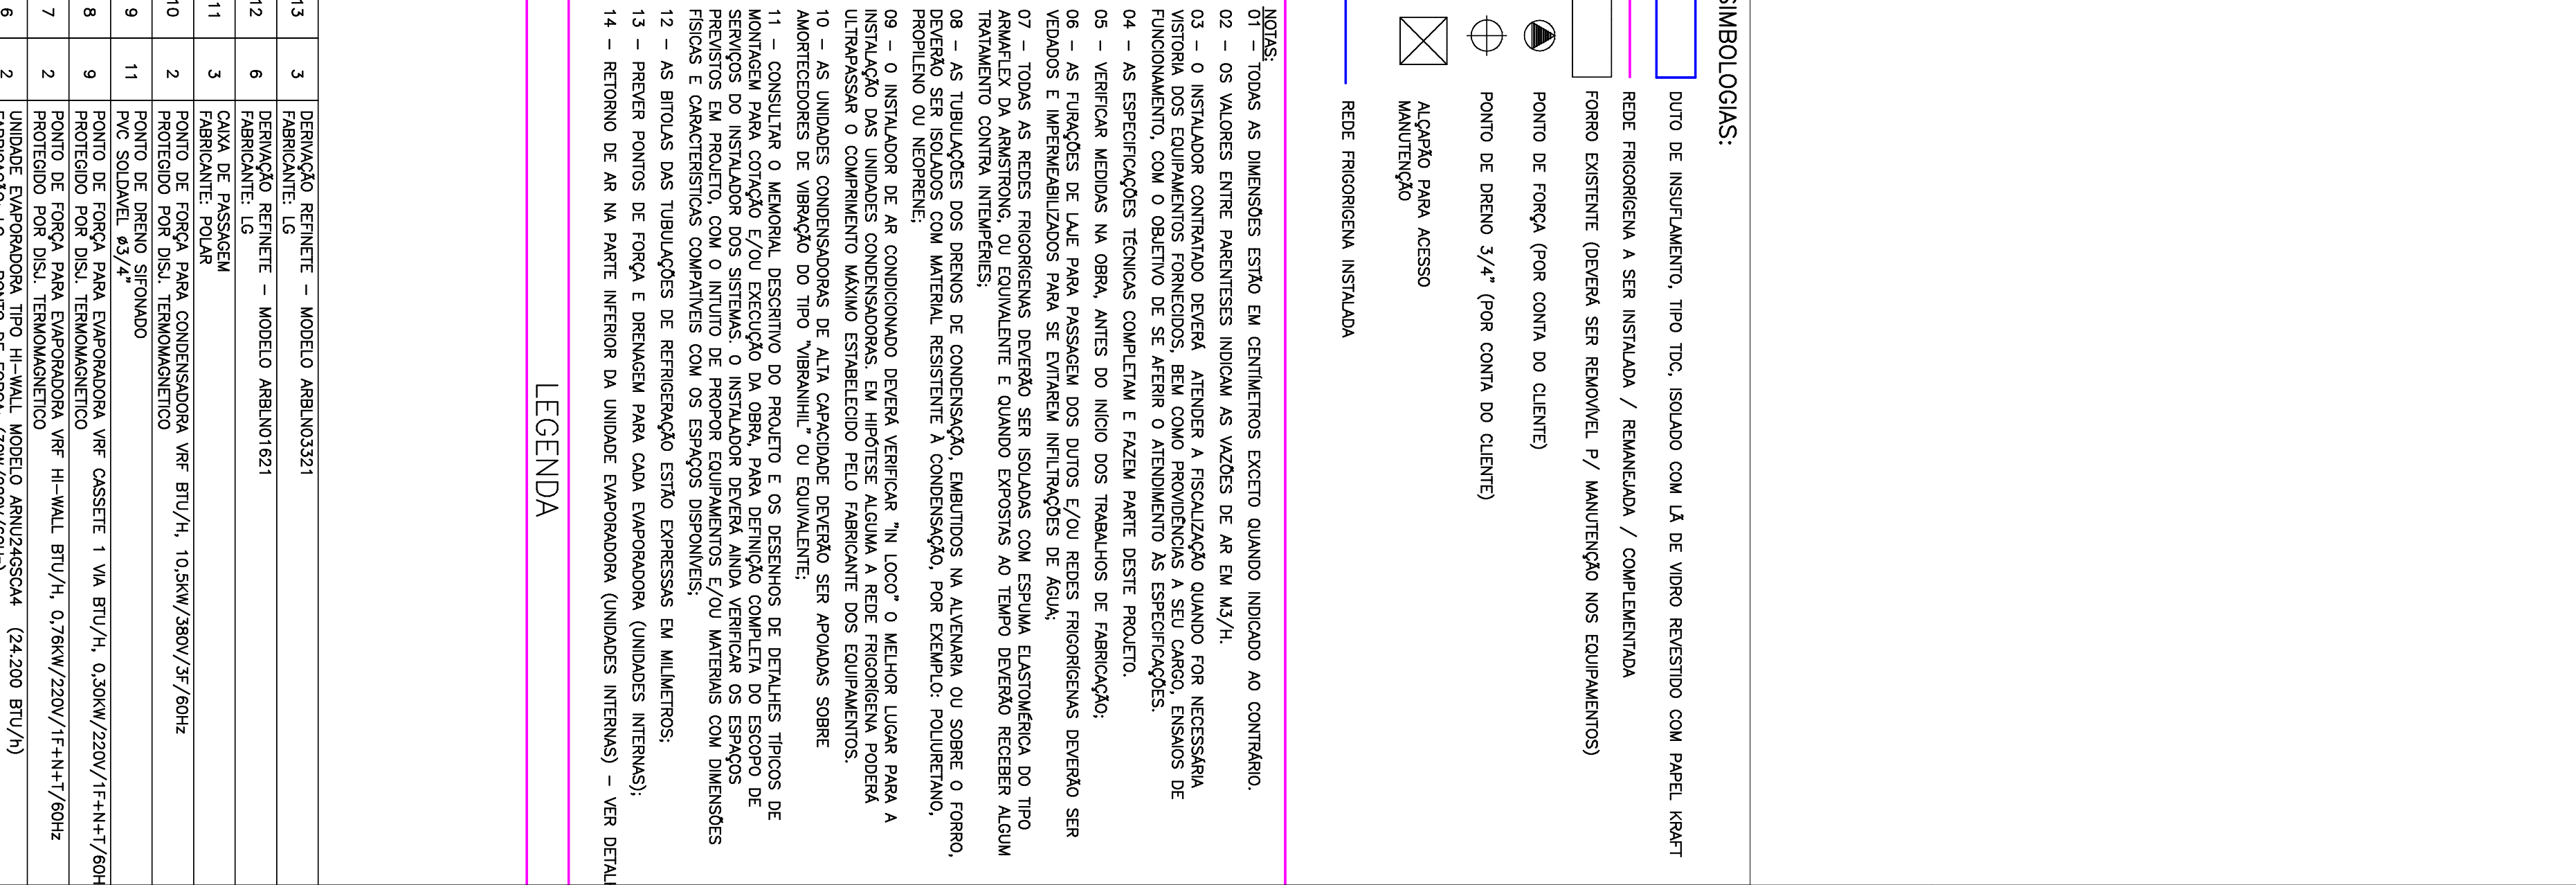 SIMBOLOGIAS:
DUTO DE INSUFLAMENTO, TIPO TDC, ISOLADO COM LÃ DE VIDRO REVESTIDO COM PAPEL KRAFT
REDE FRIGORÍGENA A SER INSTALADA / REMANEJADA / COMPLEMENTADA
FORRO EXISTENTE (DEVERÁ SER REMOVÍVEL P/ MANUTENÇÃO NOS EQUIPAMENTOS)
PONTO DE FORÇA (POR CONTA DO CLIENTE)
PONTO DE DRENO 3/4" (POR CONTA DO CLIENTE)
ALÇAPÃO PARA ACESSO
MANUTENÇÃO
REDE FRIGORIGENA INSTALADA
NOTAS:
01 – TODAS AS DIMENSÕES ESTÃO EM CENTÍMETROS EXCETO QUANDO INDICADO AO CONTRÁRIO.
02 – OS VALORES ENTRE PARENTESES INDICAM AS VAZÕES DE AR EM M3/H.
03 – O INSTALADOR CONTRATADO DEVERÁ ATENDER A FISCALIZAÇÃO QUANDO FOR NECESSÁRIA
VISTORIA DOS EQUIPAMENTOS FORNECIDOS, BEM COMO PROVIDÊNCIAS A SEU CARGO, ENSAIOS DE
FUNCIONAMENTO, COM O OBJETIVO DE SE AFERIR O ATENDIMENTO ÀS ESPECIFICAÇÕES.
04 – AS ESPECIFICAÇÕES TÉCNICAS COMPLETAM E FAZEM PARTE DESTE PROJETO.
05 – VERIFICAR MEDIDAS NA OBRA, ANTES DO INÍCIO DOS TRABALHOS DE FABRICAÇÃO;
06 – AS FURAÇÕES DE LAJE PARA PASSAGEM DOS DUTOS E/OU REDES FRIGORÍGENAS DEVERÃO SER
VEDADOS E IMPERMEABILIZADOS PARA SE EVITAREM INFILTRAÇÕES DE ÁGUA;
07 – TODAS AS REDES FRIGORÍGENAS DEVERÃO SER ISOLADAS COM ESPUMA ELASTOMÉRICA DO TIPO
ARMAFLEX DA ARMSTRONG, OU EQUIVALENTE E QUANDO EXPOSTAS AO TEMPO DEVERÃO RECEBER ALGUM
TRATAMENTO CONTRA INTEMPÉRIES;
08 – AS TUBULAÇÕES DOS DRENOS DE CONDENSAÇÃO, EMBUTIDOS NA ALVENARIA OU SOBRE O FORRO,
DEVERÃO SER ISOLADOS COM MATERIAL RESISTENTE À CONDENSAÇÃO, POR EXEMPLO: POLIURETANO,
PROPILENO OU NEOPRENE;
09 – O INSTALADOR DE AR CONDICIONADO DEVERÁ VERIFICAR "IN LOCO" O MELHOR LUGAR PARA A
INSTALAÇÃO DAS UNIDADES CONDENSADORAS. EM HIPÓTESE ALGUMA A REDE FRIGORÍGENA PODERÁ
ULTRAPASSAR O COMPRIMENTO MÁXIMO ESTABELECIDO PELO FABRICANTE DOS EQUIPAMENTOS.
10 – AS UNIDADES CONDENSADORAS DE ALTA CAPACIDADE DEVERÃO SER APOIADAS SOBRE
AMORTECEDORES DE VIBRAÇÃO DO TIPO "VIBRANIHIL" OU EQUIVALENTE;
11 – CONSULTAR O MEMORIAL DESCRITIVO DO PROJETO E OS DESENHOS DE DETALHES TÍPICOS DE
MONTAGEM PARA COTAÇÃO E/OU EXECUÇÃO DA OBRA, PARA DEFINIÇÃO COMPLETA DO ESCOPO DE
SERVIÇOS DO INSTALADOR DOS SISTEMAS. O INSTALADOR DEVERÁ AINDA VERIFICAR OS ESPAÇOS
PREVISTOS EM PROJETO, COM O INTUITO DE PROPOR EQUIPAMENTOS E/OU MATERIAIS COM DIMENSÕES
FÍSICAS E CARACTERÍSTICAS COMPATÍVEIS COM OS ESPAÇOS DISPONÍVEIS;
12 – AS BITOLAS DAS TUBULAÇÕES DE REFRIGERAÇÃO ESTÃO EXPRESSAS EM MILÍMETROS;
13 – PREVER PONTOS DE FORÇA E DRENAGEM PARA CADA EVAPORADORA (UNIDADES INTERNAS);
14 – RETORNO DE AR NA PARTE INFERIOR DA UNIDADE EVAPORADORA (UNIDADES INTERNAS) – VER
LEGENDA
13 3 DERIVAÇÃO REFINETE – MODELO ARBLN03321
FABRICANTE: LG
12 6 DERIVAÇÃO REFINETE – MODELO ARBLN01621
FABRICANTE: LG
11 3 CAIXA DE PASSAGEM
FABRICANTE: POLAR
10 2 PONTO DE FORÇA PARA CONDENSADORA VRF BTU/H, 10,5KW/380V/3F/60Hz
PROTEGIDO POR DISJ. TERMOMAGNETICO
9 11 PONTO DE DRENO SIFONADO
PVC SOLDAVEL ø3/4"
8 9 PONTO DE FORÇA PARA EVAPORADORA VRF CASSETE 1 VIA BTU/H, 0,30KW/220V/1F+N+T/60H
PROTEGIDO POR DISJ. TERMOMAGNETICO
7 2 PONTO DE FORÇA PARA EVAPORADORA VRF HI–WALL BTU/H, 0,76KW/220V/1F+N+T/60Hz
PROTEGIDO POR DISJ. TERMOMAGNETICO
6 2 UNIDADE EVAPORADORA TIPO HI–WALL MODELO ARNU24GSCA4 (24.200 BTU/h)